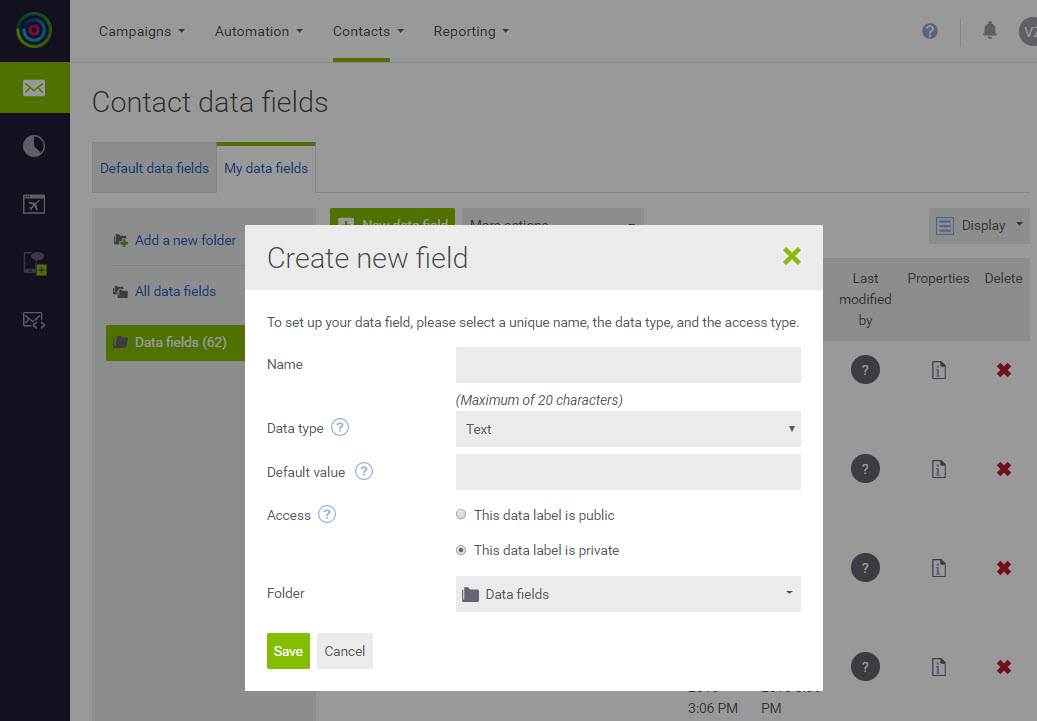 Campaigns
Automation
Contacts
Reporting
?
VZ
Contact data fields
Default data fields
My data fields
Add a new folder
All data fields
Data fields (62)
New data field
More actions
Display
Last
modified
by
Properties
Delete
Create new field
To set up your data field, please select a unique name, the data type, and the access type.
Name
(Maximum of 20 characters)
Data type ?
Text
Default value ?
Access ?
This data label is public
This data label is private
Folder
Data fields
Save
Cancel
?
?
?
?
3:06 PM
PM